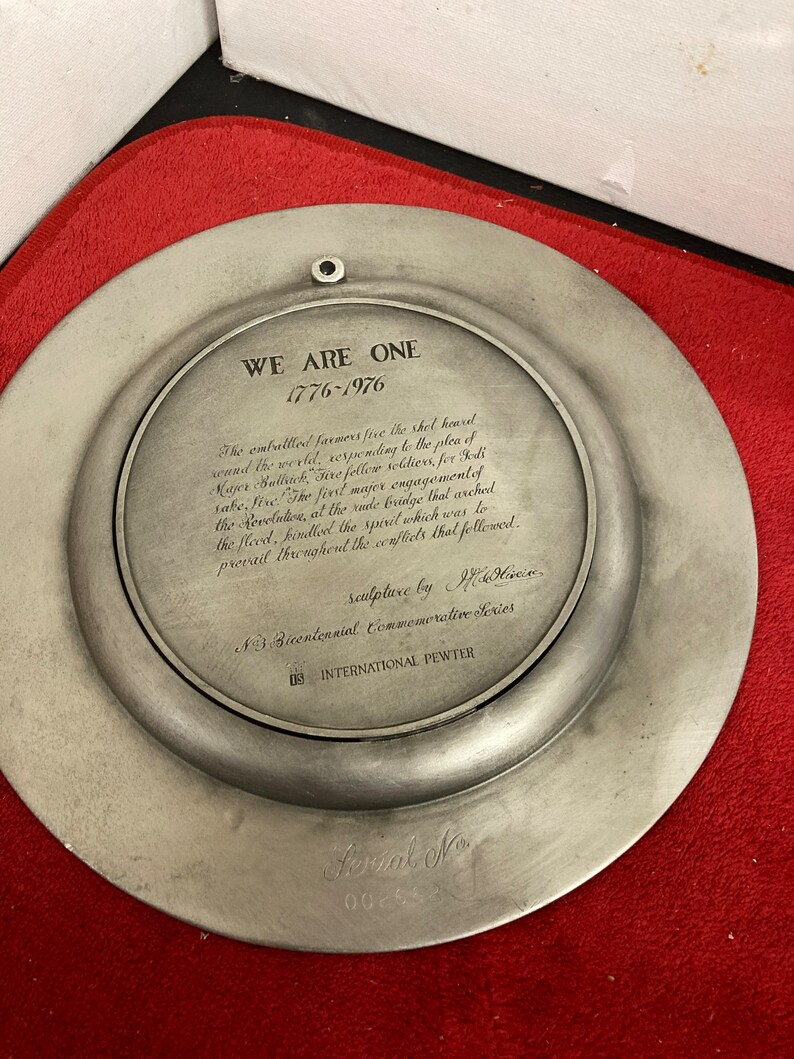 WE ARE ONE
1776~1976
The embattled farmers fire the shot heard
round the world, responding to the plea of
Major Buttrick, "Fire fellow soldiers, for Gods'
sake, fire!" The first major engagement of
the Revolution, at the rude bridge that arched
the flood, kindled the spirit which was to
prevail throughout the conflicts that followed.
sculpture by
No 3 Bicentennial Commemorative Series
IS INTERNATIONAL PEWTER
Serial No.